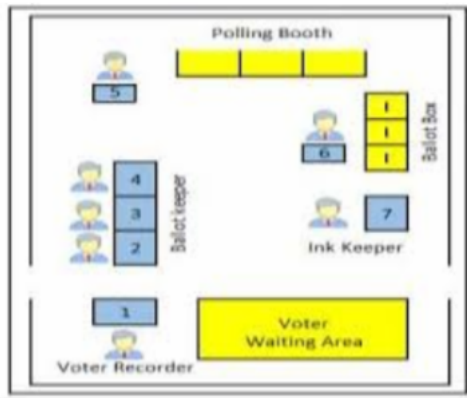 Polling Booth
5
I
I
I
Ballot Box
6
4
3
2
Ballot keeper
7
Ink Keeper
1
Voter
Waiting Area
Voter Recorder